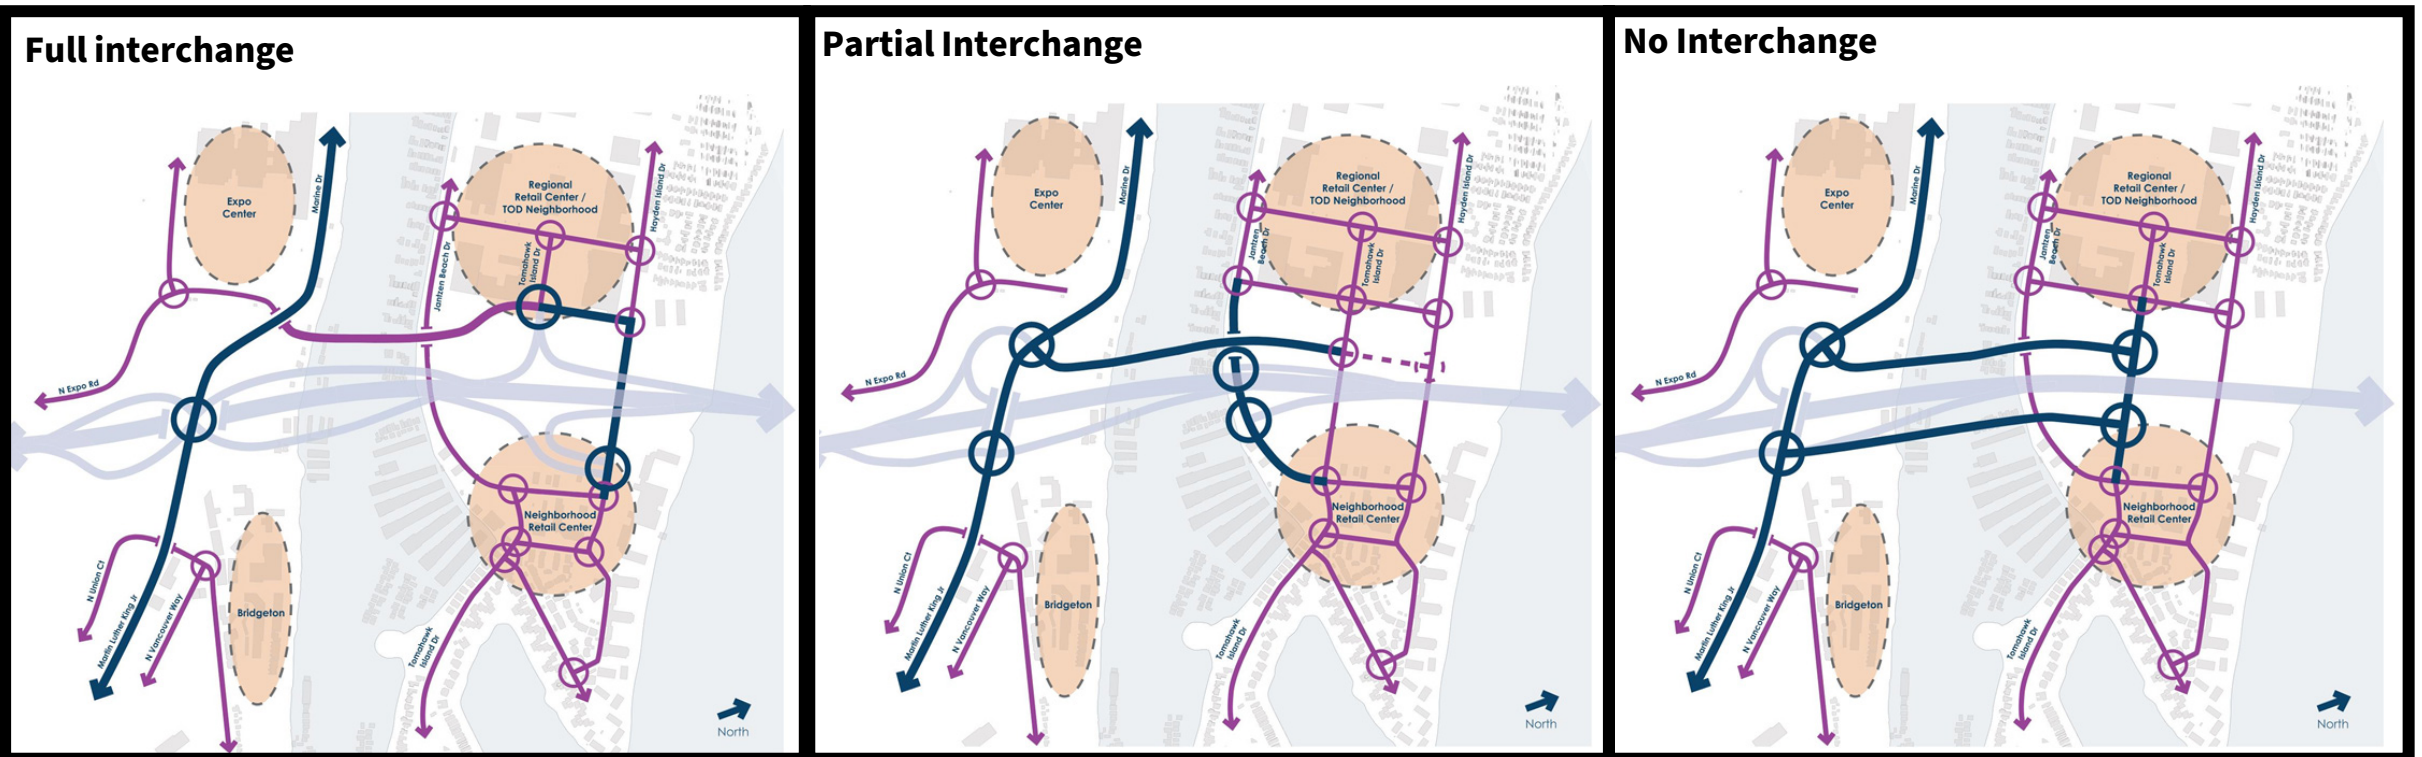 Full interchange
Expo
Center
Marine Dr
Regional
Retail Center /
TOD Neighborhood
Hayden Island Dr
Jantzen Beach Dr
Tomahawk
Island Dr
N Expo Rd
Neighborhood
Retail Center
N Union Ct
Martin Luther King Jr
N Vancouver Way
Bridgeton
Tomahawk
Island Dr
North
Partial Interchange
Expo
Center
Marine Dr
Regional
Retail Center /
TOD Neighborhood
Hayden Island Dr
Jantzen
Beach Dr
Tomahawk
Island Dr
N Expo Rd
Neighborhood
Retail Center
N Union Ct
Martin Luther King Jr
N Vancouver Way
Bridgeton
Tomahawk
Island Dr
North
No Interchange
Expo
Center
Marine Dr
Regional
Retail Center /
TOD Neighborhood
Hayden Island Dr
Jantzen
Beach Dr
Tomahawk
Island Dr
N Expo Rd
Neighborhood
Retail Center
N Union Ct
Martin Luther King Jr
N Vancouver Way
Bridgeton
Tomahawk
Island Dr
North